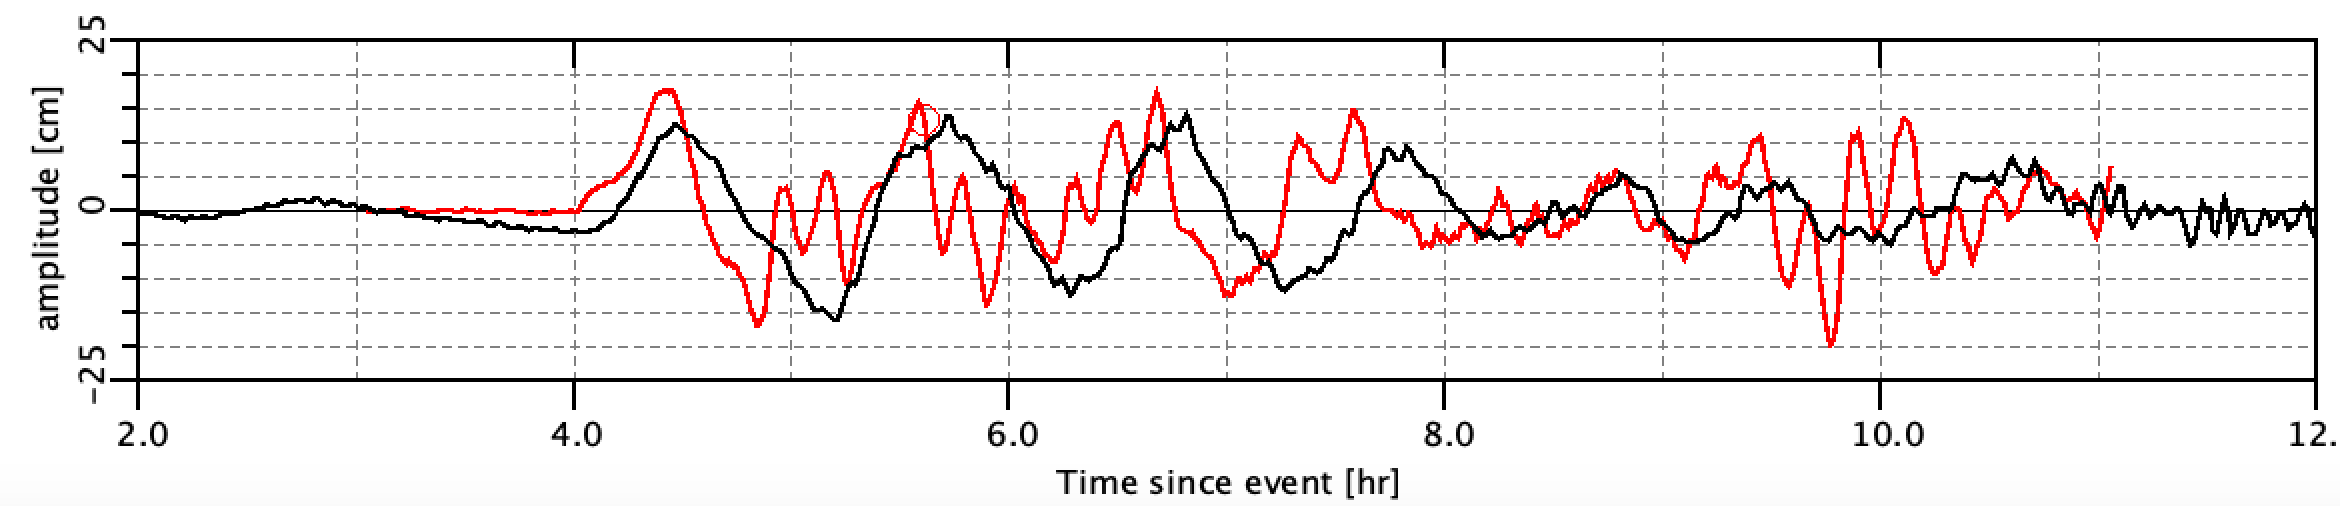 25
0
−25
amplitude [cm]
2.0 4.0 6.0 8.0 10.0 12.
Time since event [hr]